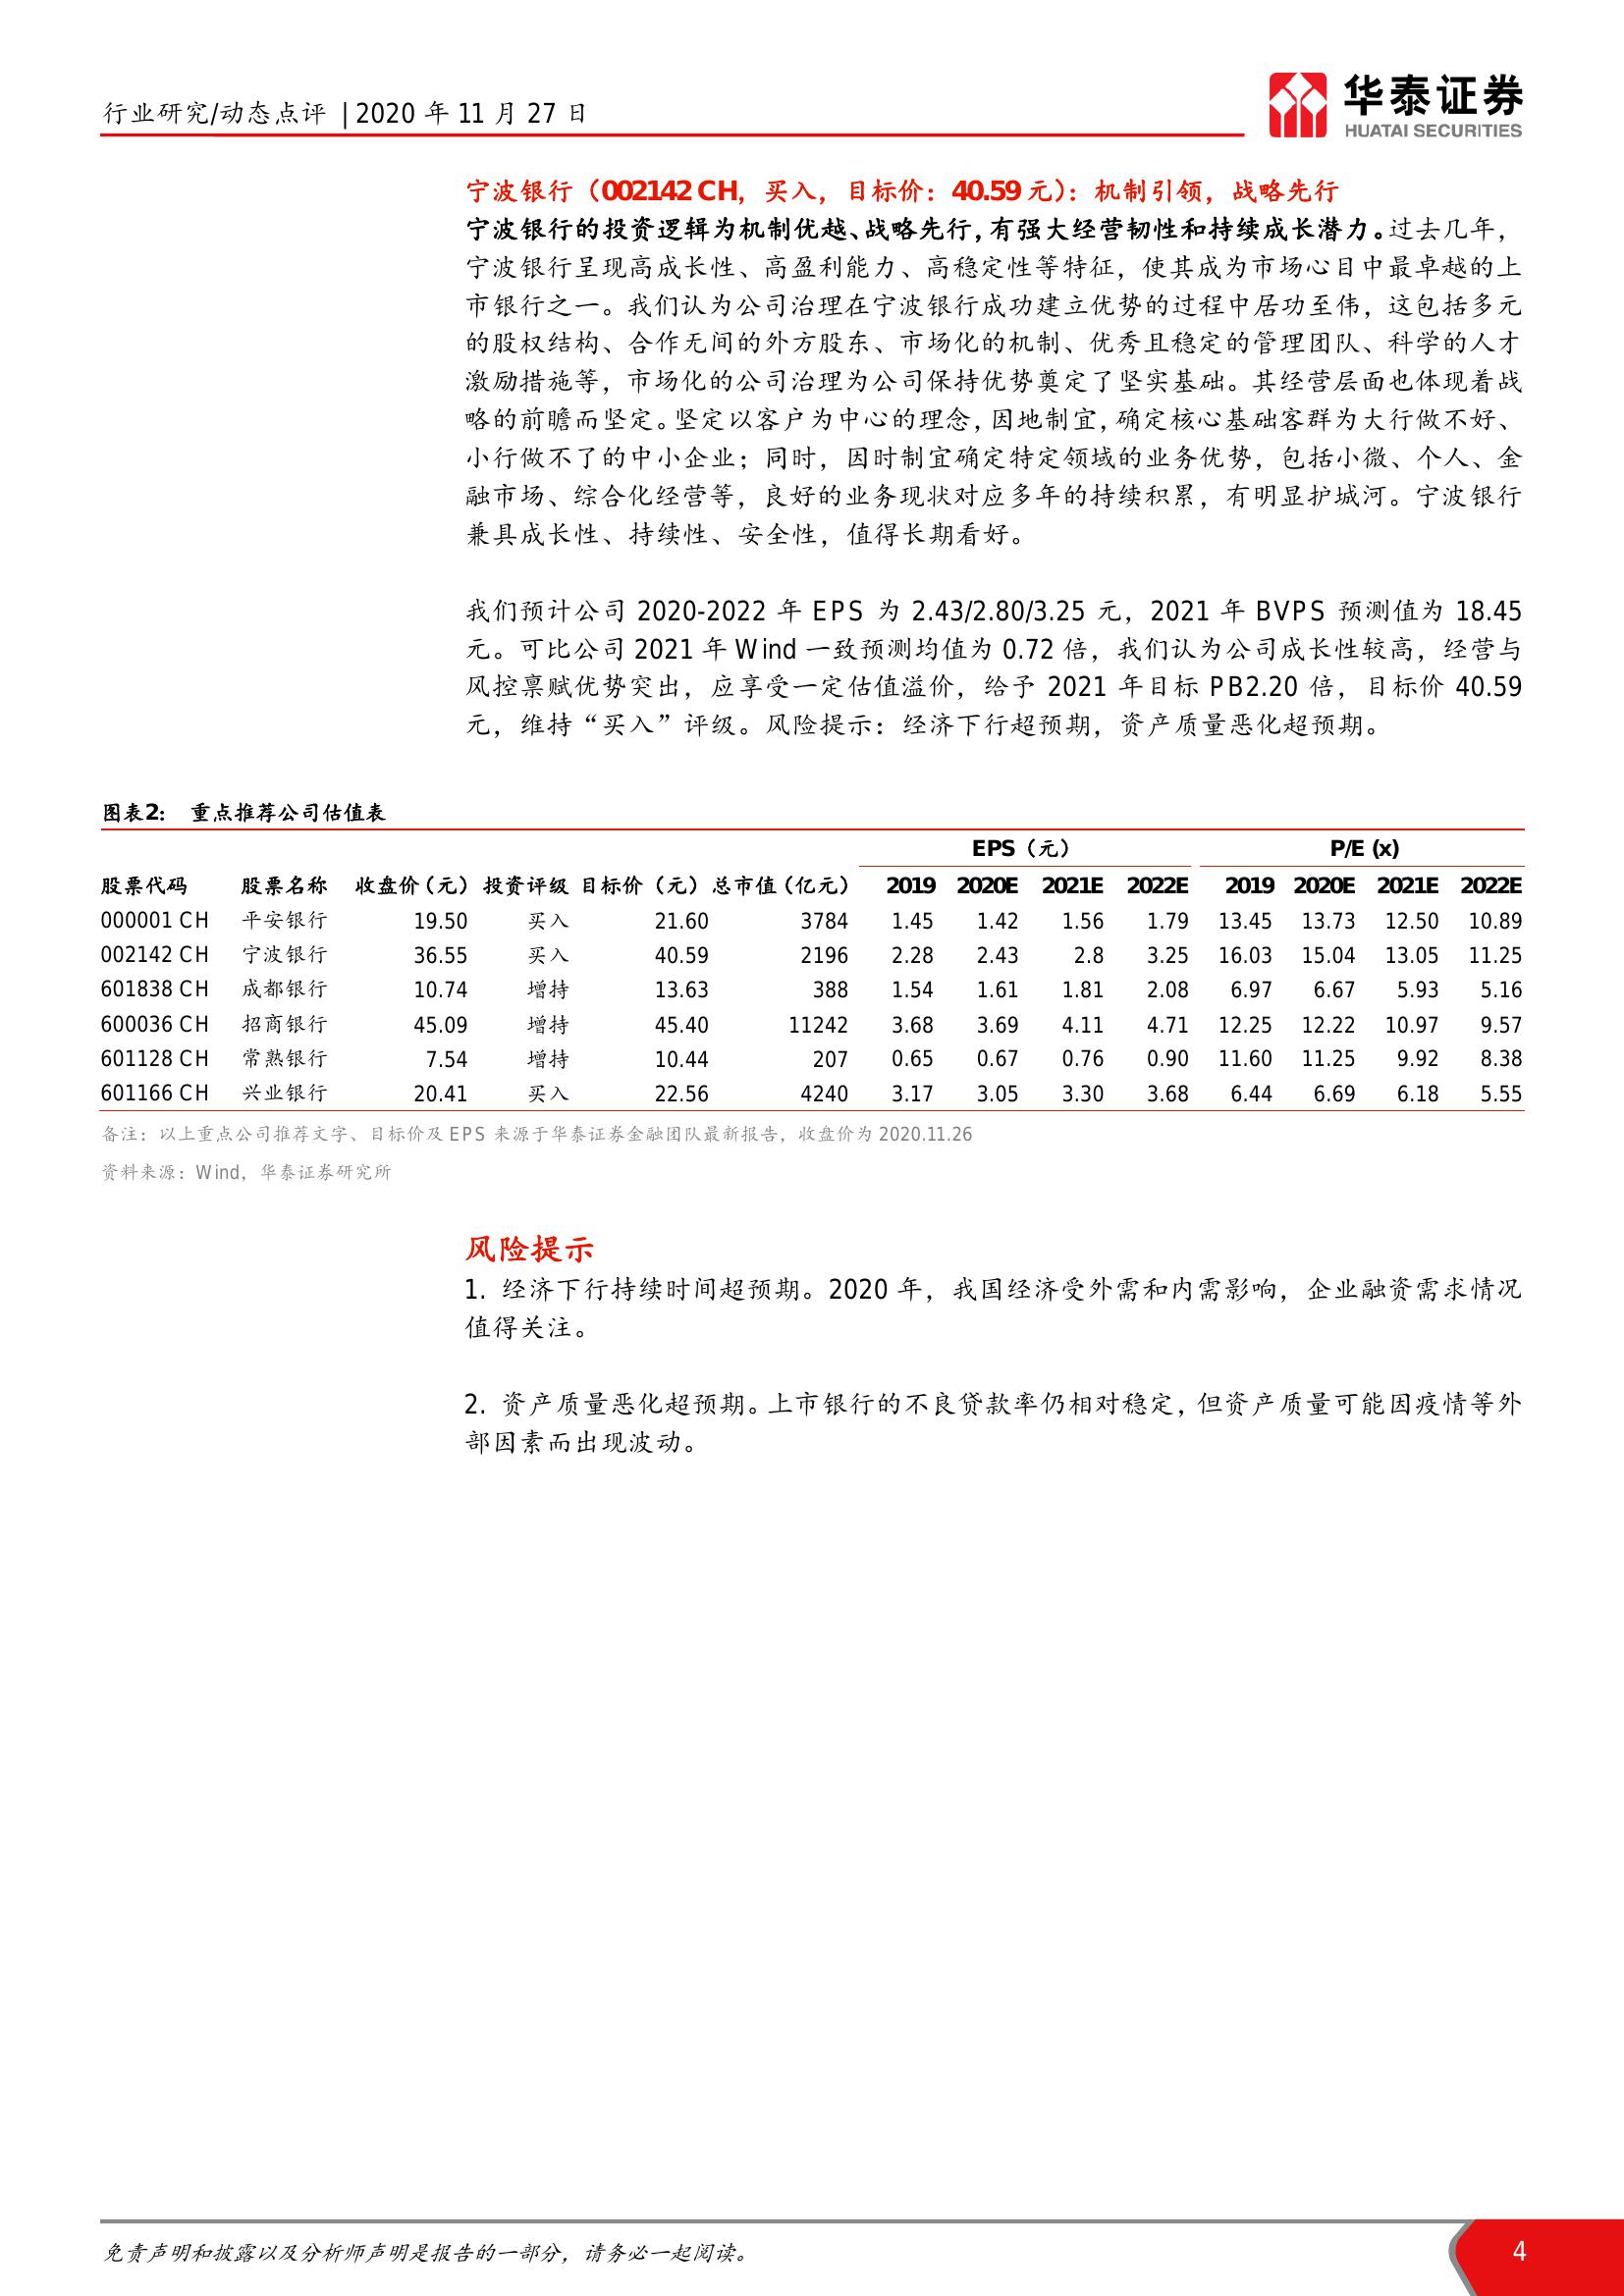 行业研究/动态点评 | 2020 年 11 月 27 日
华泰证券
HUATAI SECURITIES
宁波银行（002142 CH，买入，目标价：40.59 元）：机制引领，战略先行
宁波银行的投资逻辑为机制优越、战略先行，有强大经营韧性和持续成长潜力。过去几年，
宁波银行呈现高成长性、高盈利能力、高稳定性等特征，使其成为市场心目中最卓越的上
市银行之一。我们认为公司治理在宁波银行成功建立优势的过程中居功至伟，这包括多元
的股权结构、合作无间的外方股东、市场化的机制、优秀且稳定的管理团队、科学的人才
激励措施等，市场化的公司治理为公司保持优势奠定了坚实基础。其经营层面也体现着战
略的前瞻而坚定。坚定以客户为中心的理念，因地制宜，确定核心基础客群为大行做不好、
小行做不了的中小企业；同时，因时制宜确定特定领域的业务优势，包括小微、个人、金
融市场、综合化经营等，良好的业务现状对应多年的持续积累，有明显护城河。宁波银行
兼具成长性、持续性、安全性，值得长期看好。
我们预计公司 2020-2022 年 EPS 为 2.43/2.80/3.25 元，2021 年 BVPS 预测值为 18.45
元。可比公司 2021 年 Wind 一致预测均值为 0.72 倍，我们认为公司成长性较高，经营与
风控禀赋优势突出，应享受一定估值溢价，给予 2021 年目标 PB2.20 倍，目标价 40.59
元，维持“买入”评级。风险提示：经济下行超预期，资产质量恶化超预期。
图表2： 重点推荐公司估值表
EPS（元） P/E (x)
股票代码 股票名称 收盘价（元） 投资评级 目标价（元） 总市值（亿元） 2019 2020E 2021E 2022E 2019 2020E 2021E 2022E
000001 CH 平安银行 19.50 买入 21.60 3784 1.45 1.42 1.56 1.79 13.45 13.73 12.50 10.89
002142 CH 宁波银行 36.55 买入 40.59 2196 2.28 2.43 2.8 3.25 16.03 15.04 13.05 11.25
601838 CH 成都银行 10.74 增持 13.63 388 1.54 1.61 1.81 2.08 6.97 6.67 5.93 5.16
600036 CH 招商银行 45.09 增持 45.40 11242 3.68 3.69 4.11 4.71 12.25 12.22 10.97 9.57
601128 CH 常熟银行 7.54 增持 10.44 207 0.65 0.67 0.76 0.90 11.60 11.25 9.92 8.38
601166 CH 兴业银行 20.41 买入 22.56 4240 3.17 3.05 3.30 3.68 6.44 6.69 6.18 5.55
备注：以上重点公司推荐文字、目标价及 EPS 来源于华泰证券金融团队最新报告，收盘价为 2020.11.26
资料来源：Wind，华泰证券研究所
风险提示
1. 经济下行持续时间超预期。2020 年，我国经济受外需和内需影响，企业融资需求情况
值得关注。
2. 资产质量恶化超预期。上市银行的不良贷款率仍相对稳定，但资产质量可能因疫情等外
部因素而出现波动。
免责声明和披露以及分析师声明是报告的一部分，请务必一起阅读。
4